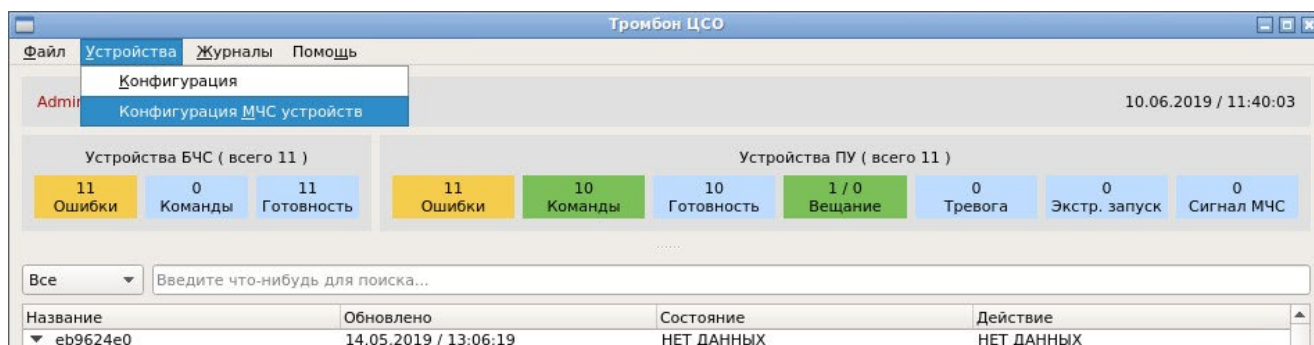 Тромбон ЦСО
Файл Устройства Журналы Помощь
Конфигурация
Конфигурация МЧС устройств
Admin 10.06.2019 / 11:40:03
Устройства БЧС ( всего 11 ) Устройства ПУ ( всего 11 )
11 0 11 11 10 10 1 / 0 0 0 0
Ошибки Команды Готовность Ошибки Команды Готовность Вещание Тревога Экстр. запуск Сигнал МЧС
Все Введите что-нибудь для поиска...
Название Обновлено Состояние Действие
eb9624e0 14.05.2019 / 13:06:19 НЕТ ДАННЫХ НЕТ ДАННЫХ